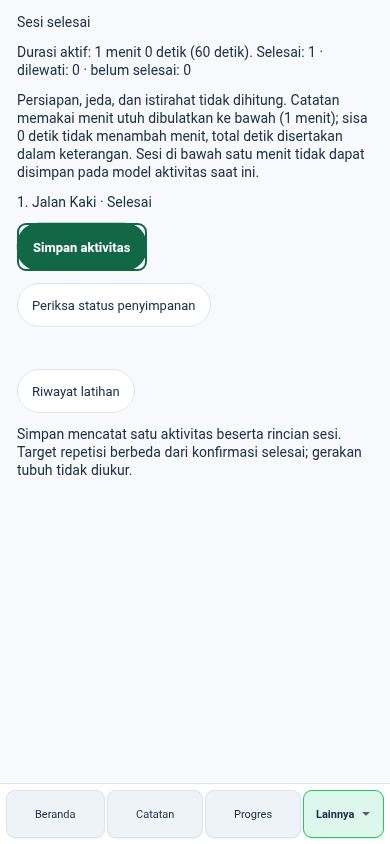 Sesi selesai
Durasi aktif: 1 menit 0 detik (60 detik). Selesai: 1 ·
dilewati: 0 · belum selesai: 0
Persiapan, jeda, dan istirahat tidak dihitung. Catatan
memakai menit utuh dibulatkan ke bawah (1 menit); sisa
0 detik tidak menambah menit, total detik disertakan
dalam keterangan. Sesi di bawah satu menit tidak dapat
disimpan pada model aktivitas saat ini.
1. Jalan Kaki · Selesai
Simpan aktivitas
Periksa status penyimpanan
Riwayat latihan
Simpan mencatat satu aktivitas beserta rincian sesi.
Target repetisi berbeda dari konfirmasi selesai; gerakan
tubuh tidak diukur.
Beranda
Catatan
Progres
Lainnya